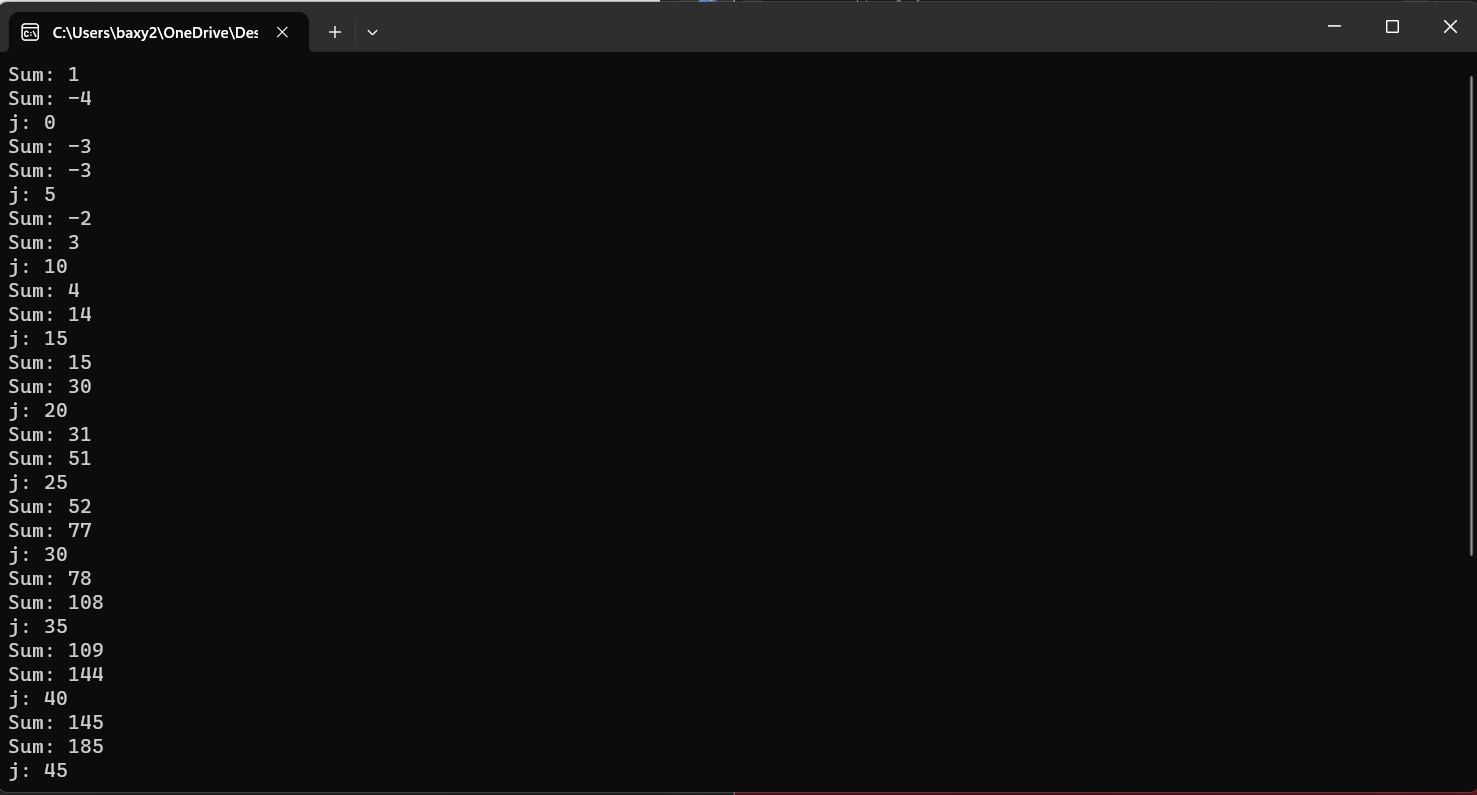 C:\Users\baxy2\OneDrive\Des
Sum: 1
Sum: -4
j: 0
Sum: -3
Sum: -3
j: 5
Sum: -2
Sum: 3
j: 10
Sum: 4
Sum: 14
j: 15
Sum: 15
Sum: 30
j: 20
Sum: 31
Sum: 51
j: 25
Sum: 52
Sum: 77
j: 30
Sum: 78
Sum: 108
j: 35
Sum: 109
Sum: 144
j: 40
Sum: 145
Sum: 185
j: 45